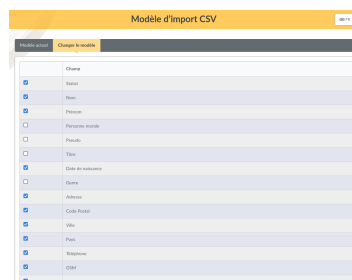 Modèle d'import CSV
Modèle actuel
Changer le modèle
Champ
Statut
Nom
Prénom
Personne morale
Pseudo
Titre
Date de naissance
Genre
Adresse
Code Postal
Ville
Pays
Téléphone
GSM